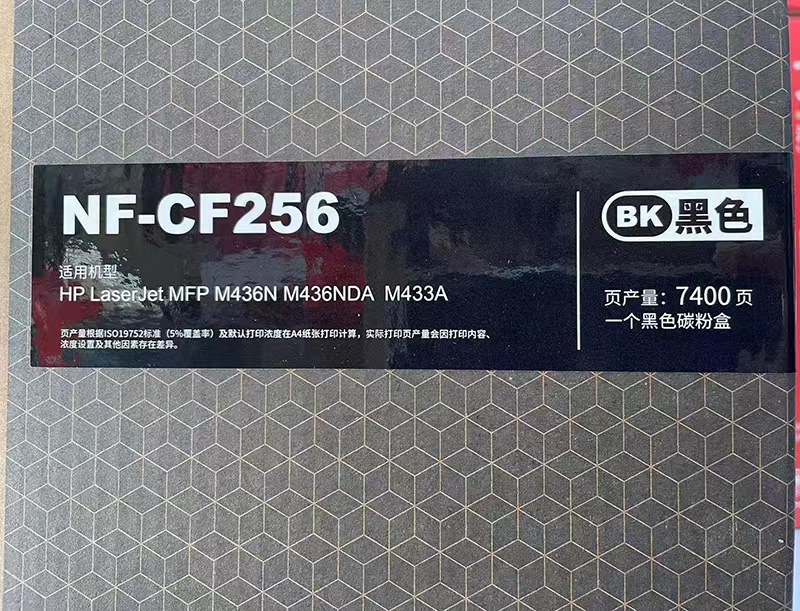 NF-CF256
适用机型
HP LaserJet MFP M436N M436NDA M433A
页产量根据ISO19752标准（5%覆盖率）及默认打印浓度在A4纸张打印计算，实际打印页产量会因打印内容、
浓度设置及其他因素存在差异。
BK 黑色
页产量：7400 页
一个黑色碳粉盒